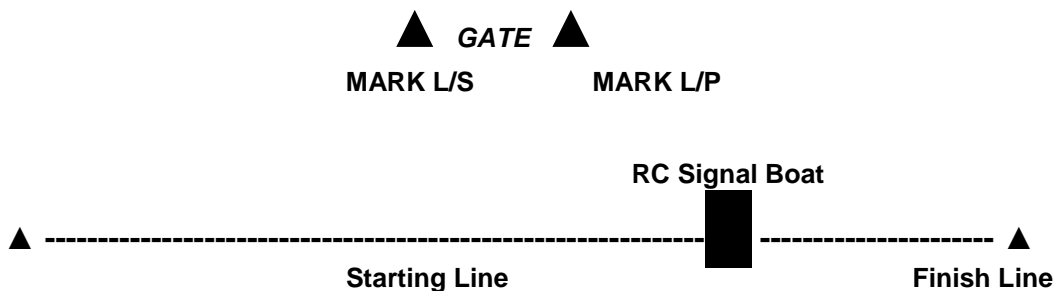 GATE
MARK L/S MARK L/P
RC Signal Boat
Starting Line Finish Line